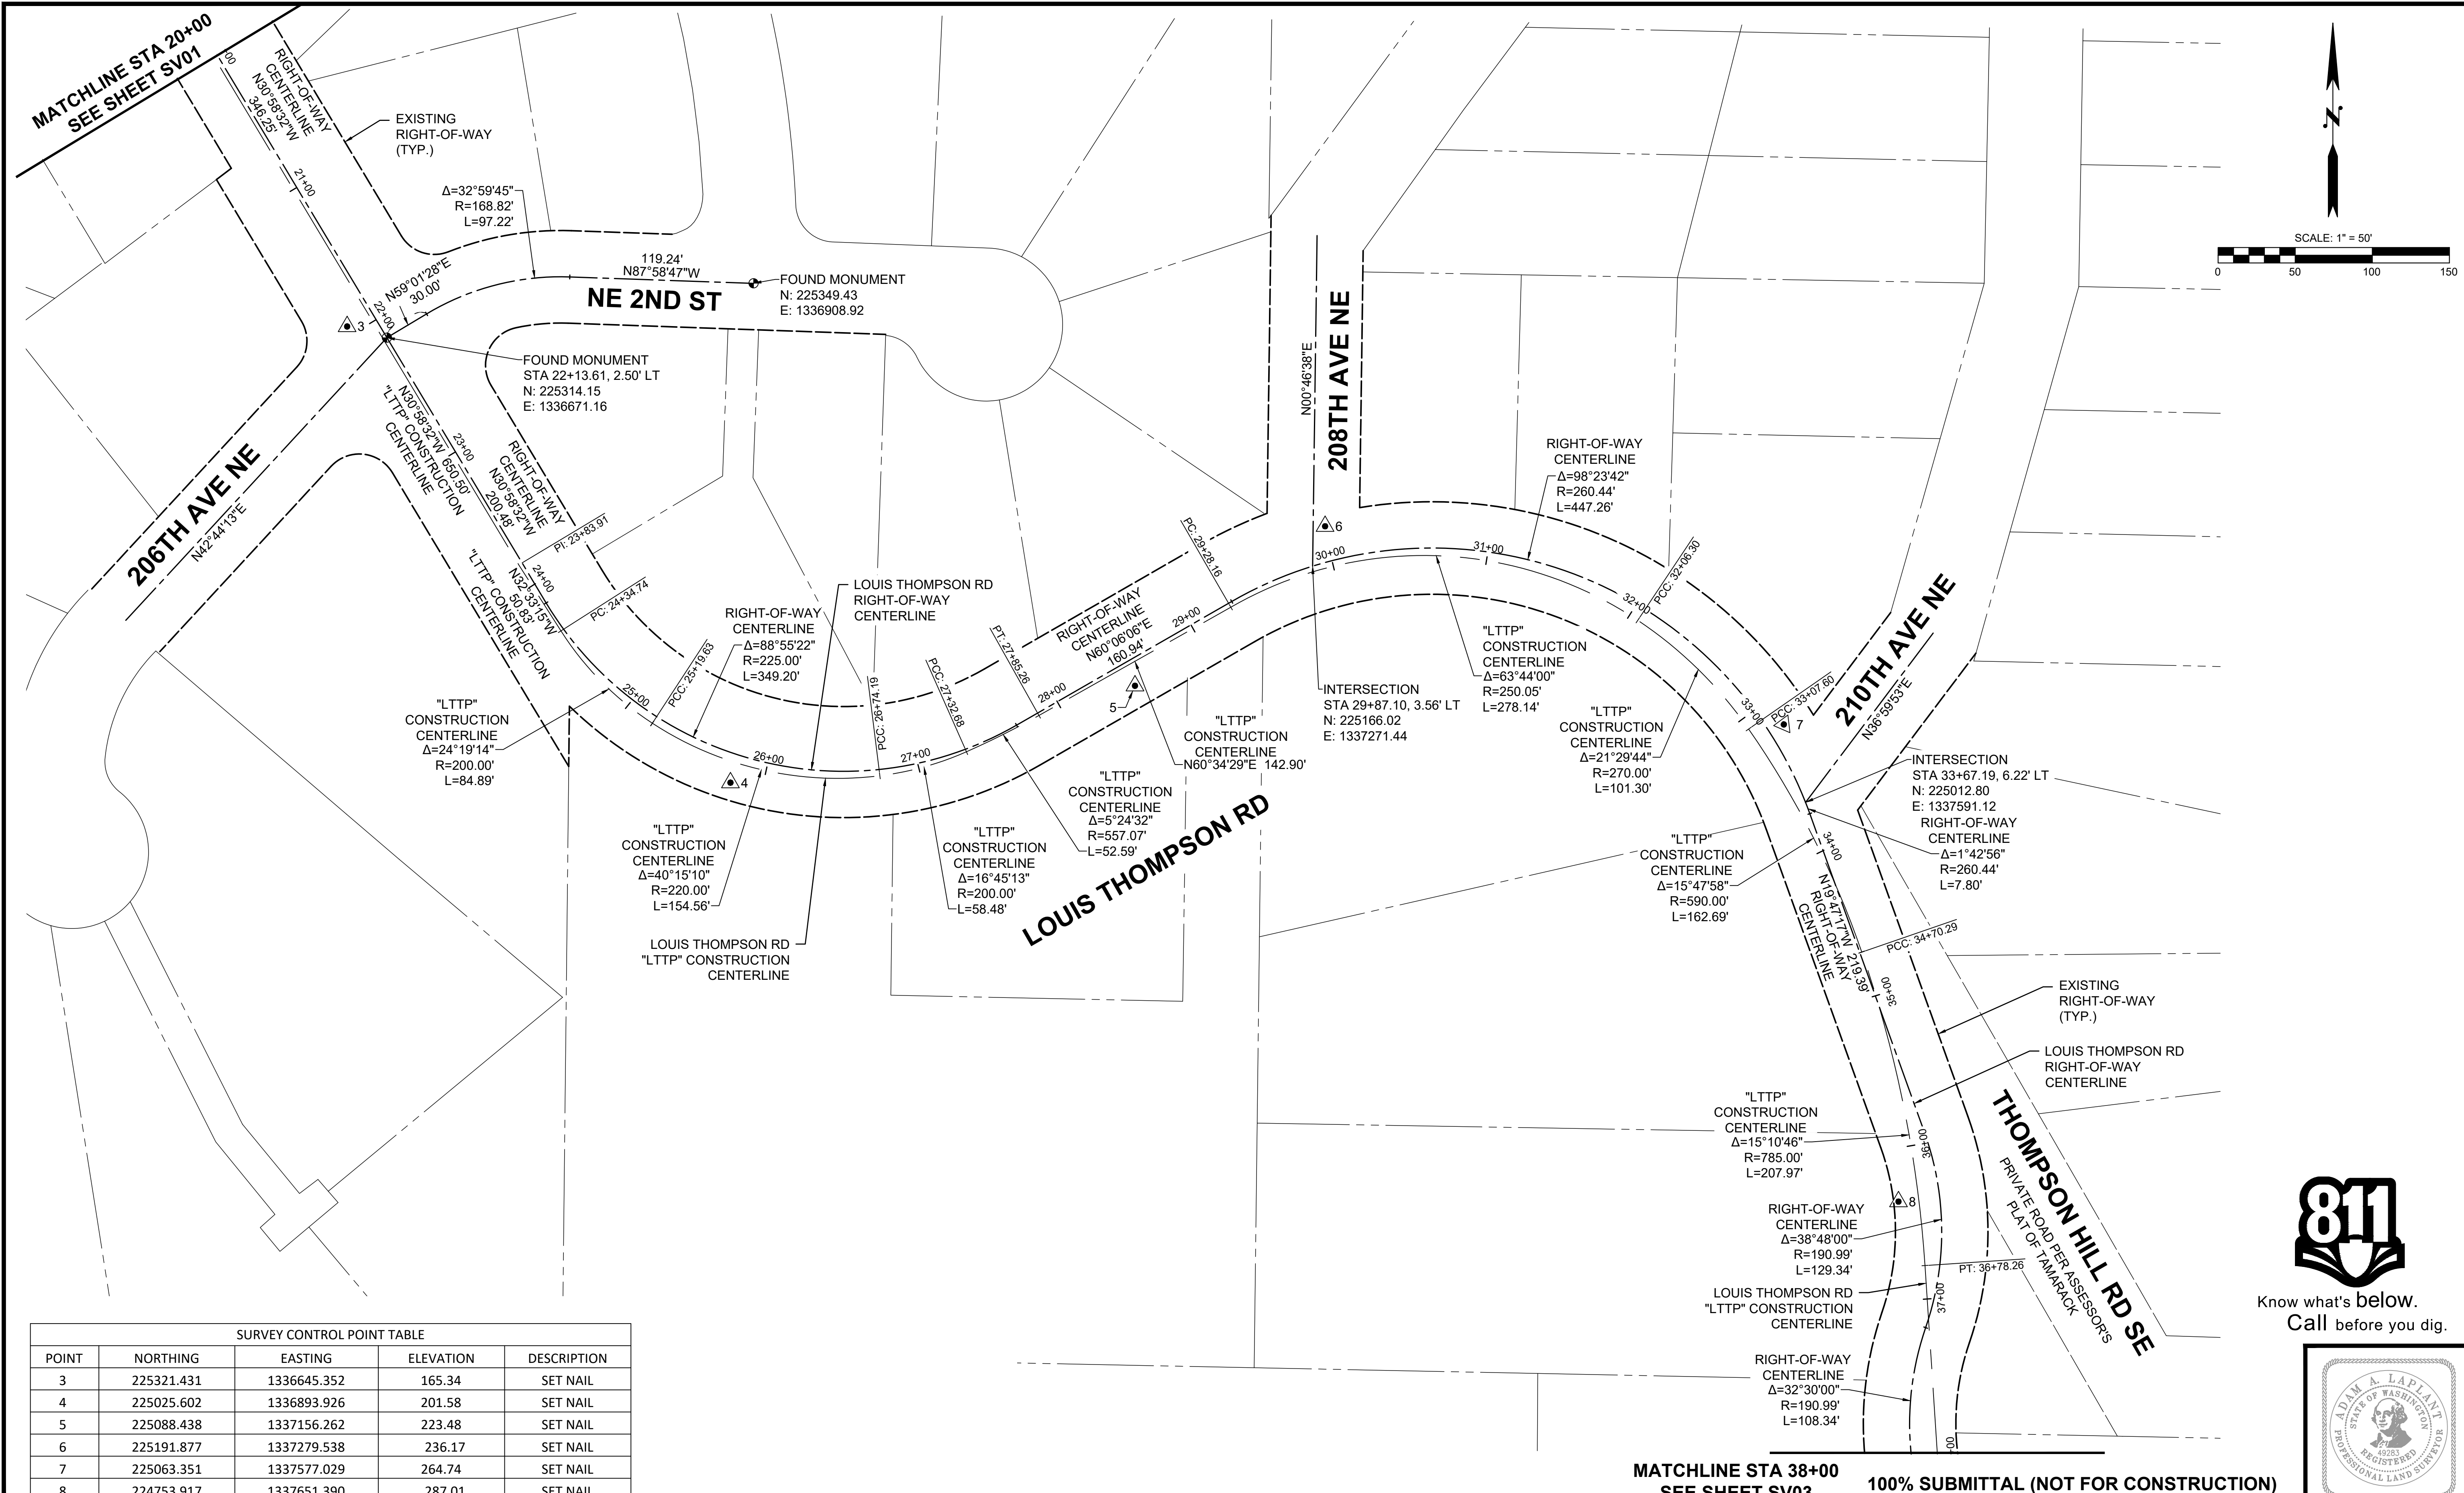 MATCHLINE STA 20+00
SEE SHEET SV01
RIGHT-OF-WAY
CENTERLINE
N30°58'32"W
346.25'
00
EXISTING
RIGHT-OF-WAY
(TYP.)
21+00
Δ=32°59'45"
R=168.82'
L=97.22'
119.24'
N87°58'47"W
NE 2ND ST
FOUND MONUMENT
N: 225349.43
E: 1336908.92
N59°01'28"E
30.00'
22+00
3
FOUND MONUMENT
STA 22+13.61, 2.50' LT
N: 225314.15
E: 1336671.16
206TH AVE NE
N42°44'13"E
N30°58'32"W 650.50'
"LTTP" CONSTRUCTION
CENTERLINE
23+00
RIGHT-OF-WAY
CENTERLINE
N30°58'32"W
200.48'
PI: 23+83.91
24+00
N32°33'15"W
50.83'
"LTTP" CONSTRUCTION
CENTERLINE
PC: 24+34.74
"LTTP"
CONSTRUCTION
CENTERLINE
Δ=24°19'14"
R=200.00'
L=84.89'
25+00
PCC: 25+19.63
RIGHT-OF-WAY
CENTERLINE
Δ=88°55'22"
R=225.00'
L=349.20'
LOUIS THOMPSON RD
RIGHT-OF-WAY
CENTERLINE
4
26+00
"LTTP"
CONSTRUCTION
CENTERLINE
Δ=40°15'10"
R=220.00'
L=154.56'
LOUIS THOMPSON RD
"LTTP" CONSTRUCTION
CENTERLINE
PCC: 26+74.19
27+00
PCC: 27+32.68
"LTTP"
CONSTRUCTION
CENTERLINE
Δ=16°45'13"
R=200.00'
L=58.48'
PT: 27+85.26
28+00
"LTTP"
CONSTRUCTION
CENTERLINE
Δ=5°24'32"
R=557.07'
L=52.59'
RIGHT-OF-WAY
CENTERLINE
N60°06'06"E
160.94'
5
29+00
PC: 29+28.16
"LTTP"
CONSTRUCTION
CENTERLINE
N60°34'29"E 142.90'
LOUIS THOMPSON RD
208TH AVE NE
N00°46'38"E
6
30+00
31+00
INTERSECTION
STA 29+87.10, 3.56' LT
N: 225166.02
E: 1337271.44
RIGHT-OF-WAY
CENTERLINE
Δ=98°23'42"
R=260.44'
L=447.26'
"LTTP"
CONSTRUCTION
CENTERLINE
Δ=63°44'00"
R=250.05'
L=278.14'
32+00
PCC: 32+06.30
"LTTP"
CONSTRUCTION
CENTERLINE
Δ=21°29'44"
R=270.00'
L=101.30'
33+00
PCC: 33+07.60
7
210TH AVE NE
N36°59'53"E
INTERSECTION
STA 33+67.19, 6.22' LT
N: 225012.80
E: 1337591.12
RIGHT-OF-WAY
CENTERLINE
Δ=1°42'56"
R=260.44'
L=7.80'
"LTTP"
CONSTRUCTION
CENTERLINE
Δ=15°47'58"
R=590.00'
L=162.69'
34+00
N19°47'17"W 219.39'
RIGHT-OF-WAY
CENTERLINE
PCC: 34+70.29
35+00
EXISTING
RIGHT-OF-WAY
(TYP.)
LOUIS THOMPSON RD
RIGHT-OF-WAY
CENTERLINE
"LTTP"
CONSTRUCTION
CENTERLINE
Δ=15°10'46"
R=785.00'
L=207.97'
36+00
8
RIGHT-OF-WAY
CENTERLINE
Δ=38°48'00"
R=190.99'
L=129.34'
PT: 36+78.26
37+00
LOUIS THOMPSON RD
"LTTP" CONSTRUCTION
CENTERLINE
RIGHT-OF-WAY
CENTERLINE
Δ=32°30'00"
R=190.99'
L=108.34'
+00
THOMPSON HILL RD SE
PRIVATE ROAD PER ASSESSOR'S
PLAT OF TAMARACK
N
SCALE: 1" = 50'
0 50 100 150
811
Know what's below.
Call before you dig.
ADAM A. LAPLANT
STATE OF WASHINGTON
49283
REGISTERED
PROFESSIONAL LAND SURVEYOR
SURVEY CONTROL POINT TABLE
POINT NORTHING EASTING ELEVATION DESCRIPTION
3 225321.431 1336645.352 165.34 SET NAIL
4 225025.602 1336893.926 201.58 SET NAIL
5 225088.438 1337156.262 223.48 SET NAIL
6 225191.877 1337279.538 236.17 SET NAIL
7 225063.351 1337577.029 264.74 SET NAIL
8 224753.917 1337651.390 287.01 SET NAIL
MATCHLINE STA 38+00
SEE SHEET SV03
100% SUBMITTAL (NOT FOR CONSTRUCTION)